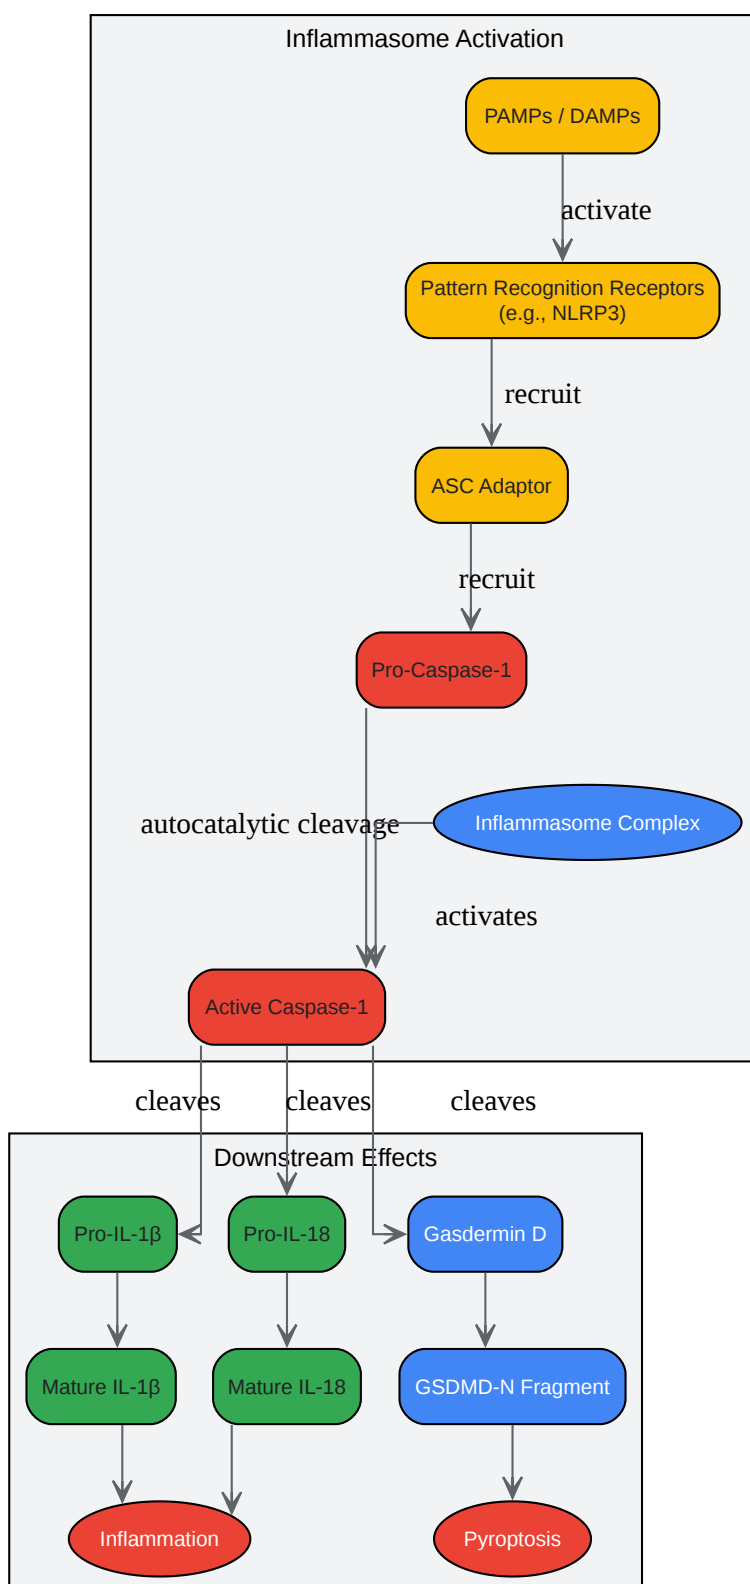 Inflammasome Activation
PAMPs / DAMPs
activate
Pattern Recognition Receptors
(e.g., NLRP3)
recruit
ASC Adaptor
recruit
Pro-Caspase-1
autocatalytic cleavage
Inflammasome Complex
activates
Active Caspase-1
cleaves
cleaves
cleaves
Downstream Effects
Pro-IL-1β
Pro-IL-18
Gasdermin D
Mature IL-1β
Mature IL-18
GSDMD-N Fragment
Inflammation
Pyroptosis